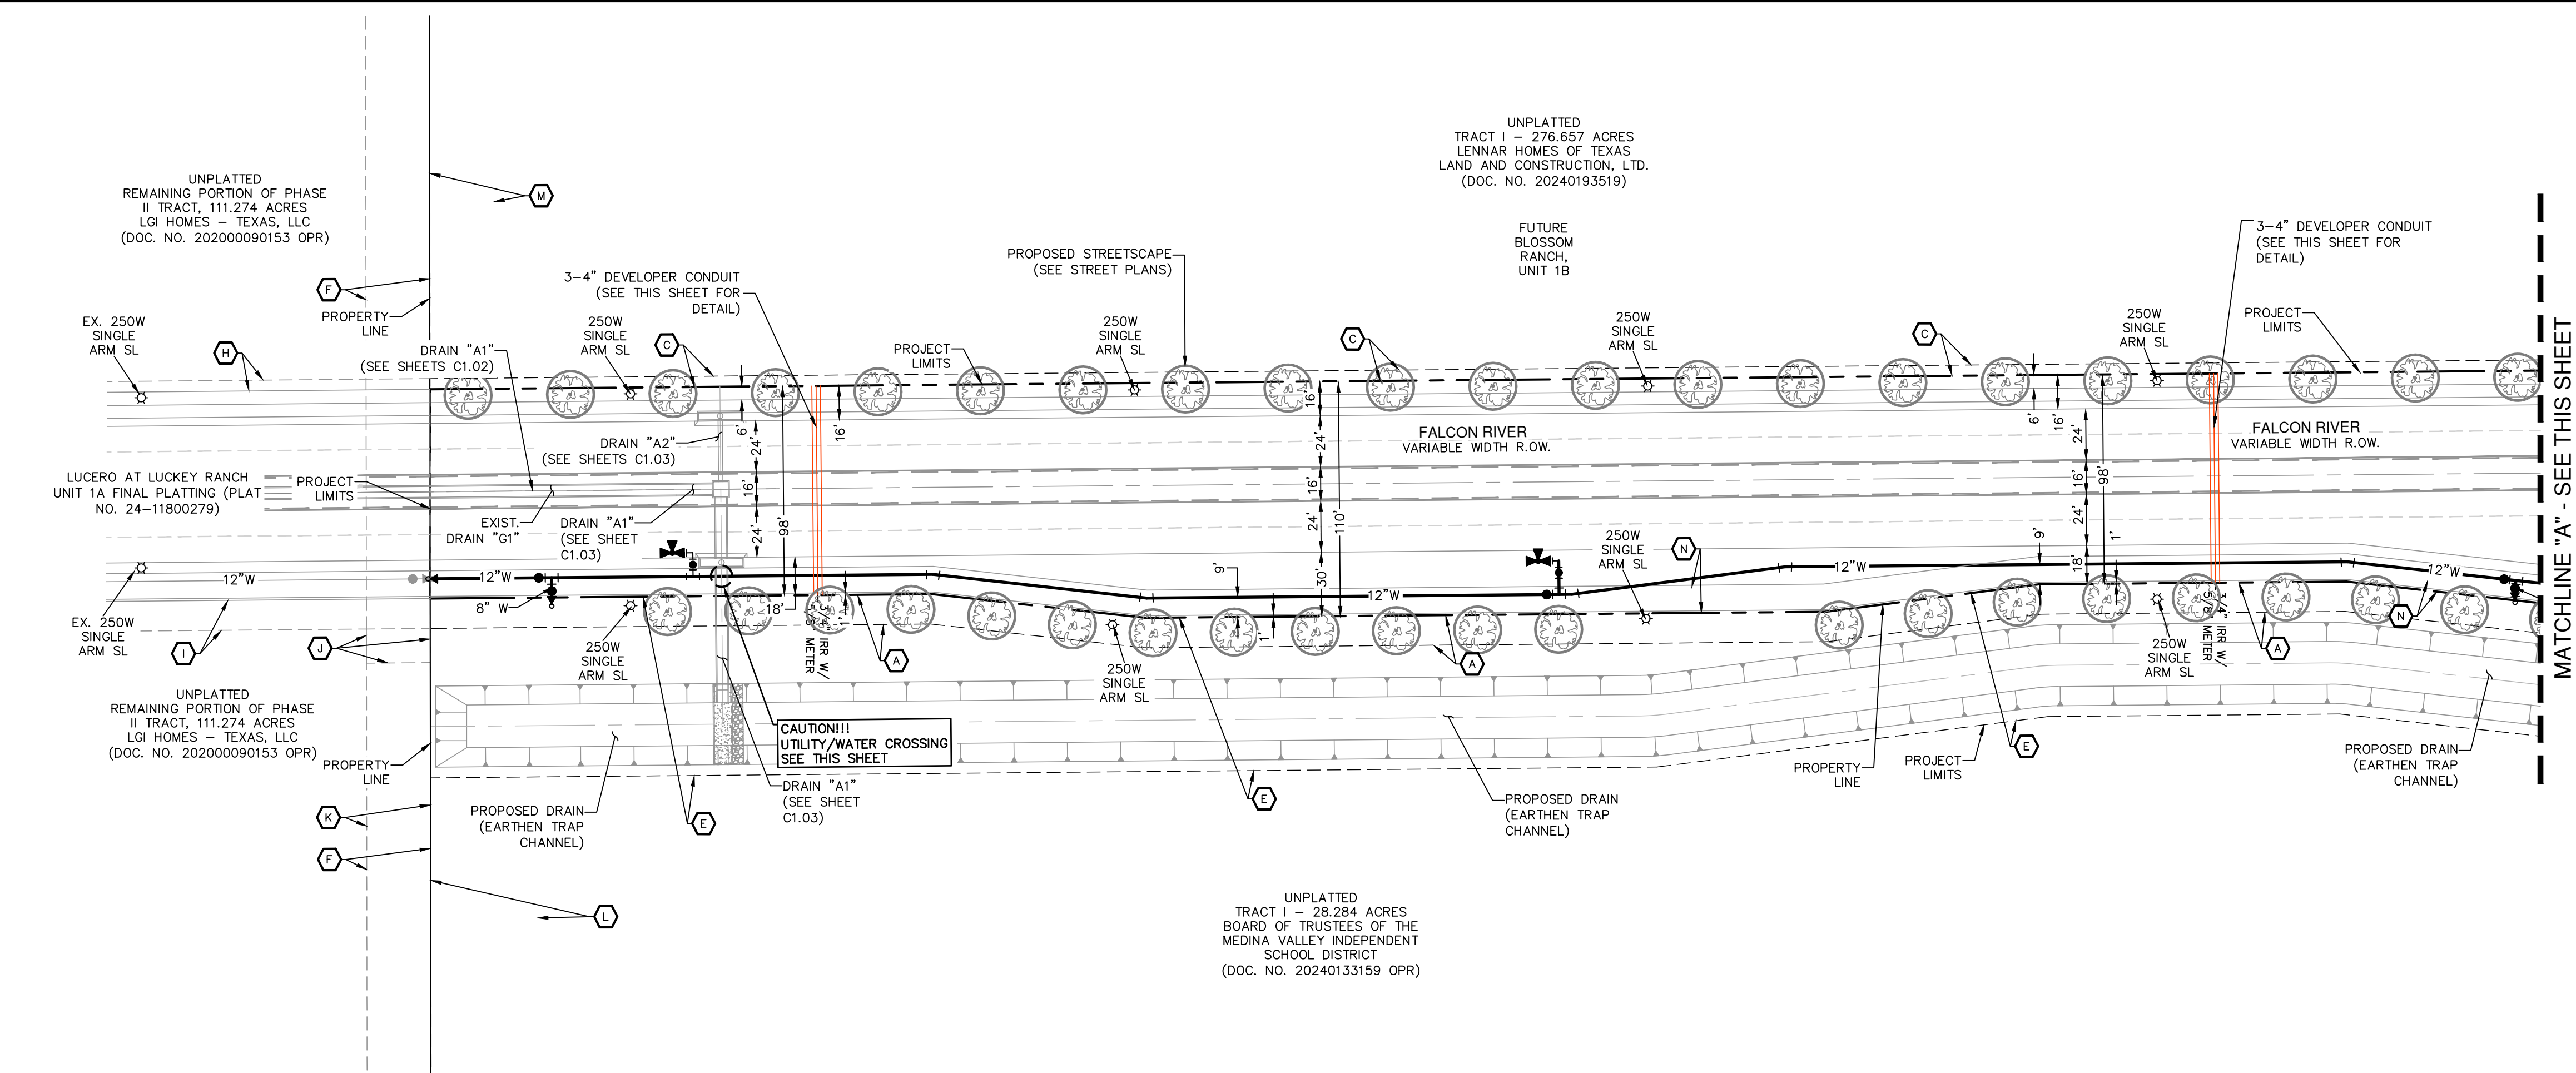 UNPLATTED
TRACT I – 276.657 ACRES
LENNAR HOMES OF TEXAS
LAND AND CONSTRUCTION, LTD.
(DOC. NO. 20240193519)
UNPLATTED
REMAINING PORTION OF PHASE
II TRACT, 111.274 ACRES
LGI HOMES – TEXAS, LLC
(DOC. NO. 202000090153 OPR)
M
FUTURE
BLOSSOM
RANCH,
UNIT 1B
3–4" DEVELOPER CONDUIT
(SEE THIS SHEET FOR
DETAIL)
PROPOSED STREETSCAPE
(SEE STREET PLANS)
3–4" DEVELOPER CONDUIT
(SEE THIS SHEET FOR
DETAIL)
F
PROPERTY
LINE
EX. 250W
SINGLE
ARM SL
H
DRAIN "A1"
(SEE SHEETS C1.02)
250W
SINGLE
ARM SL
C
PROJECT
LIMITS
250W
SINGLE
ARM SL
C
250W
SINGLE
ARM SL
C
250W
SINGLE
ARM SL
PROJECT
LIMITS
MATCHLINE "A" - SEE THIS SHEET
6'
16'
16'
6'
16'
DRAIN "A2"
(SEE SHEETS C1.03)
24'
24'
24'
FALCON RIVER
VARIABLE WIDTH R.OW.
FALCON RIVER
VARIABLE WIDTH R.OW.
LUCERO AT LUCKEY RANCH
UNIT 1A FINAL PLATTING (PLAT
NO. 24–11800279)
PROJECT
LIMITS
16'
98'
16'
110'
16'
98'
EXIST.
DRAIN "G1"
DRAIN "A1"
(SEE SHEET
C1.03)
24'
24'
24'
250W
SINGLE
ARM SL
N
9'
1'
12"W
12"W
8" W
18'
1'
9'
30'
12"W
1'
12"W
18'
12"W
EX. 250W
SINGLE
ARM SL
I
J
250W
SINGLE
ARM SL
3/4" IRR W/
5/8" METER
A
250W
SINGLE
ARM SL
A
250W
SINGLE
ARM SL
3/4" IRR W/
5/8" METER
A
N
UNPLATTED
REMAINING PORTION OF PHASE
II TRACT, 111.274 ACRES
LGI HOMES – TEXAS, LLC
(DOC. NO. 202000090153 OPR)
PROPERTY
LINE
CAUTION!!!
UTILITY/WATER CROSSING
SEE THIS SHEET
DRAIN "A1"
(SEE SHEET
C1.03)
K
F
PROPOSED DRAIN
(EARTHEN TRAP
CHANNEL)
E
E
PROPOSED DRAIN
(EARTHEN TRAP
CHANNEL)
PROPERTY
LINE
PROJECT
LIMITS
E
PROPOSED DRAIN
(EARTHEN TRAP
CHANNEL)
L
UNPLATTED
TRACT I – 28.284 ACRES
BOARD OF TRUSTEES OF THE
MEDINA VALLEY INDEPENDENT
SCHOOL DISTRICT
(DOC. NO. 20240133159 OPR)